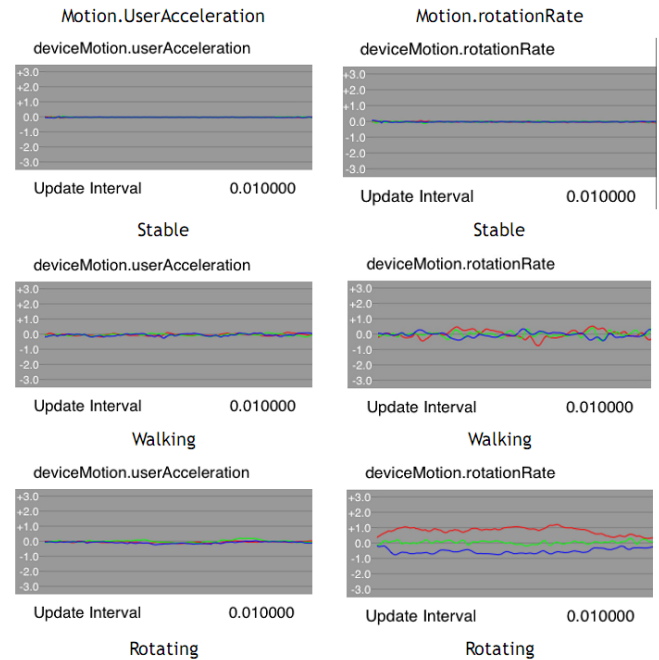 Motion.UserAcceleration
Motion.rotationRate
deviceMotion.userAcceleration
deviceMotion.rotationRate
+3.0
+2.0
+1.0
0.0
-1.0
-2.0
-3.0
+3.0
+2.0
+1.0
0.0
-1.0
-2.0
-3.0
Update Interval 0.010000
Update Interval 0.010000
Stable
Stable
deviceMotion.userAcceleration
deviceMotion.rotationRate
+3.0
+2.0
+1.0
0.0
-1.0
-2.0
-3.0
+3.0
+2.0
+1.0
0.0
-1.0
-2.0
-3.0
Update Interval 0.010000
Update Interval 0.010000
Walking
Walking
deviceMotion.userAcceleration
deviceMotion.rotationRate
+3.0
+2.0
+1.0
0.0
-1.0
-2.0
-3.0
+3.0
+2.0
+1.0
0.0
-1.0
-2.0
-3.0
Update Interval 0.010000
Update Interval 0.010000
Rotating
Rotating